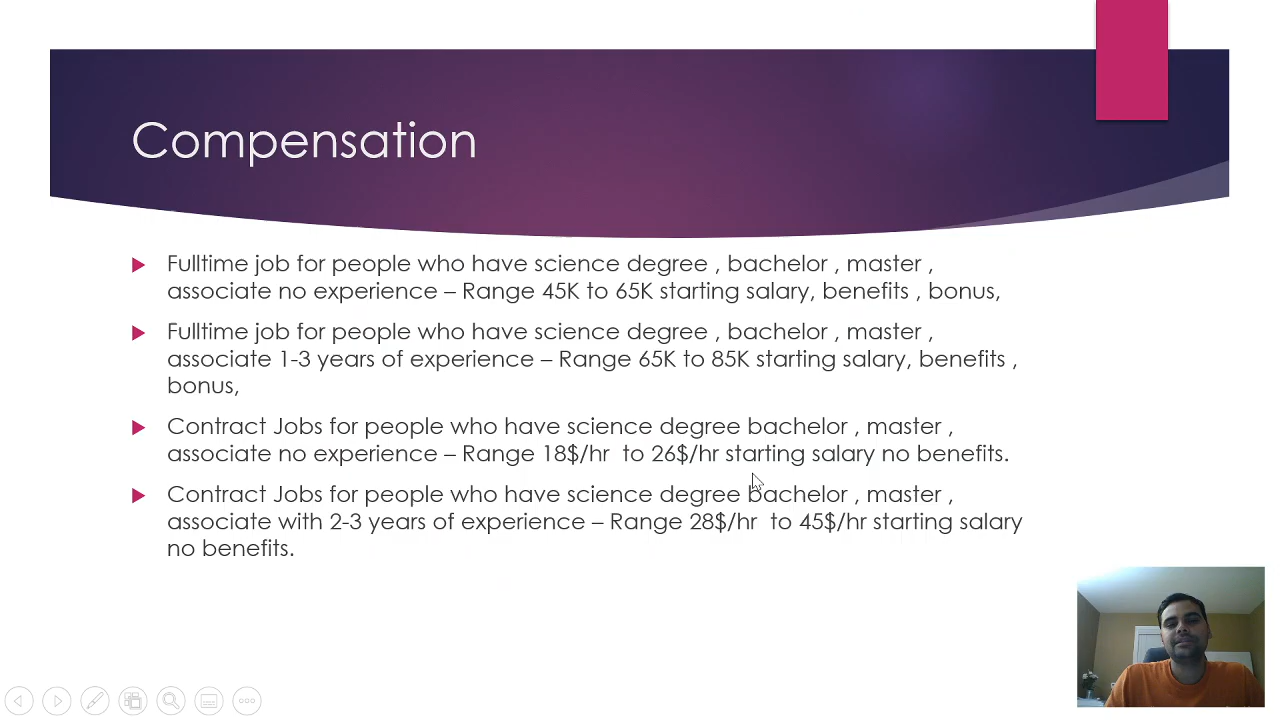 Compensation
Fulltime job for people who have science degree , bachelor , master ,
associate no experience – Range 45K to 65K starting salary, benefits , bonus,
Fulltime job for people who have science degree , bachelor , master ,
associate 1-3 years of experience – Range 65K to 85K starting salary, benefits ,
bonus,
Contract Jobs for people who have science degree bachelor , master ,
associate no experience – Range 18$/hr  to 26$/hr starting salary no benefits.
Contract Jobs for people who have science degree bachelor , master ,
associate with 2-3 years of experience – Range 28$/hr  to 45$/hr starting salary
no benefits.